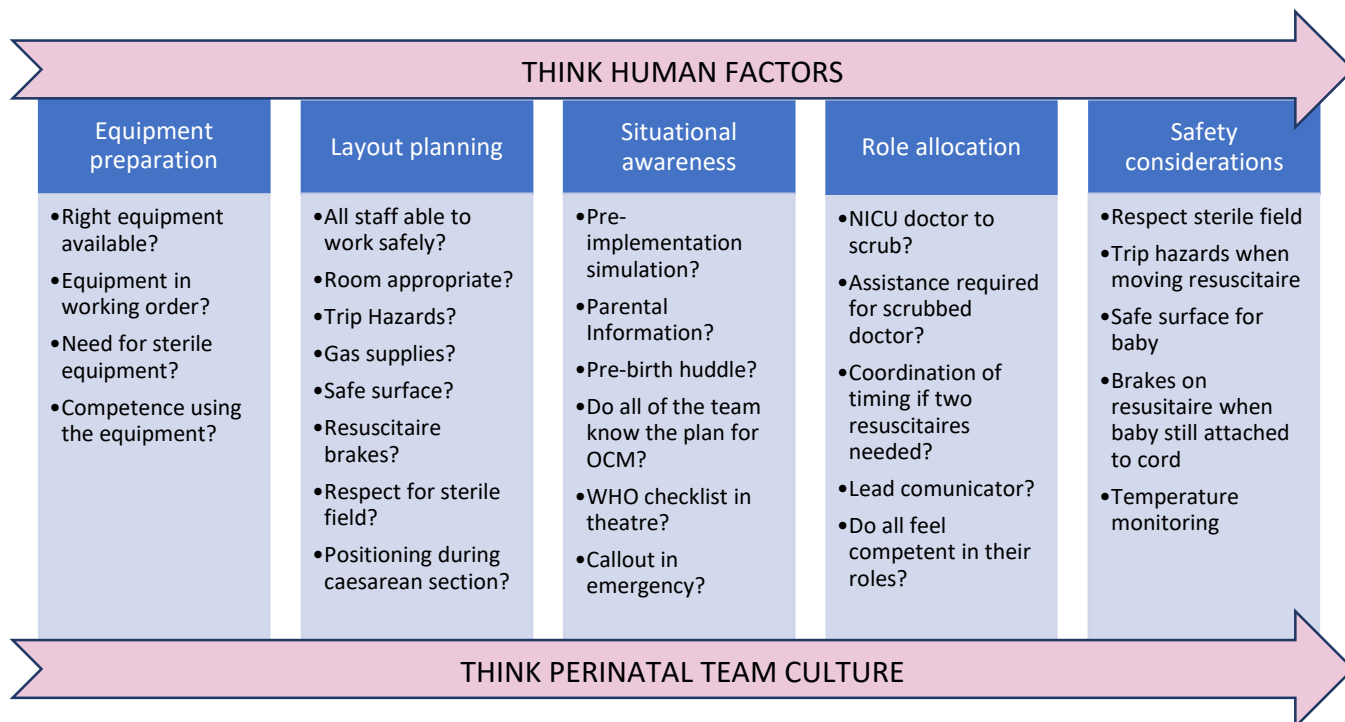 THINK HUMAN FACTORS
Equipment
preparation
•Right equipment
available?
•Equipment in
working order?
•Need for sterile
equipment?
•Competence using
the equipment?
Layout planning
•All staff able to
work safely?
•Room appropriate?
•Trip Hazards?
•Gas supplies?
•Safe surface?
•Resuscitaire
brakes?
•Respect for sterile
field?
•Positioning during
caesarean section?
Situational
awareness
•Pre-
implementation
simulation?
•Parental
Information?
•Pre-birth huddle?
•Do all of the team
know the plan for
OCM?
•WHO checklist in
theatre?
•Callout in
emergency?
Role allocation
•NICU doctor to
scrub?
•Assistance required
for scrubbed
doctor?
•Coordination of
timing if two
resuscitaires
needed?
•Lead comunicator?
•Do all feel
competent in their
roles?
Safety
considerations
•Respect sterile field
•Trip hazards when
moving resuscitaire
•Safe surface for
baby
•Brakes on
resusitaire when
baby still attached
to cord
•Temperature
monitoring
THINK PERINATAL TEAM CULTURE